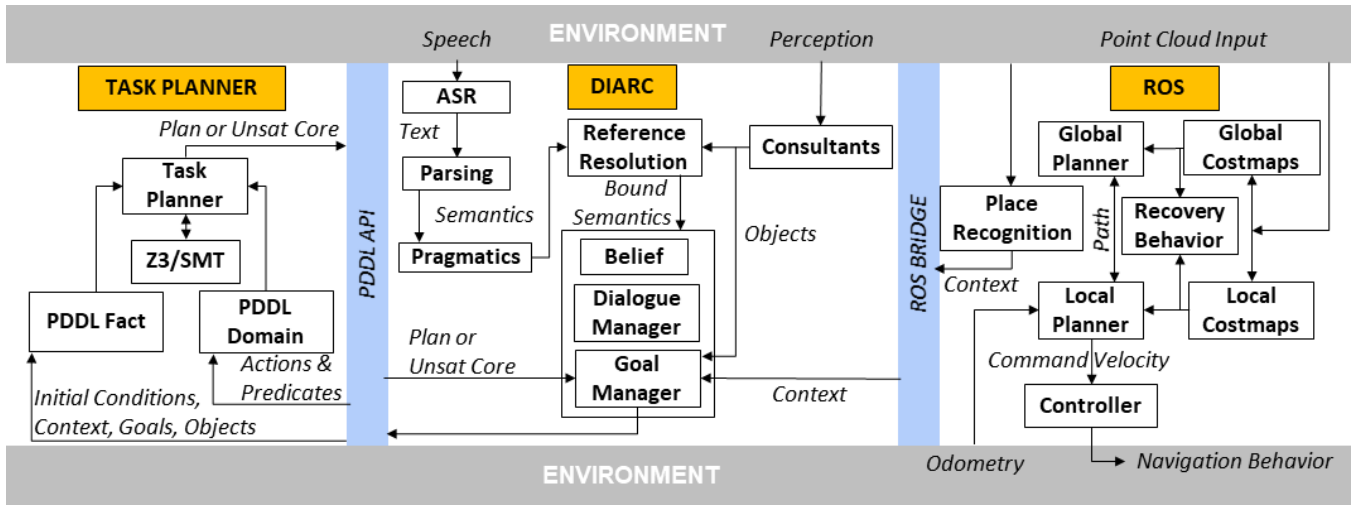 ENVIRONMENT
Speech
Perception
Point Cloud Input
TASK PLANNER
Plan or Unsat Core
Task
Planner
Z3/SMT
PDDL Fact
PDDL
Domain
Actions &
Predicates
Initial Conditions,
Context, Goals, Objects
PDDL API
DIARC
ASR
Text
Parsing
Semantics
Pragmatics
Reference
Resolution
Consultants
Bound
Semantics
Objects
Belief
Dialogue
Manager
Goal
Manager
Plan or
Unsat Core
Context
ROS BRIDGE
ROS
Place
Recognition
Context
Global
Planner
Global
Costmaps
Path
Recovery
Behavior
Local
Planner
Local
Costmaps
Command Velocity
Controller
Odometry
Navigation Behavior
ENVIRONMENT